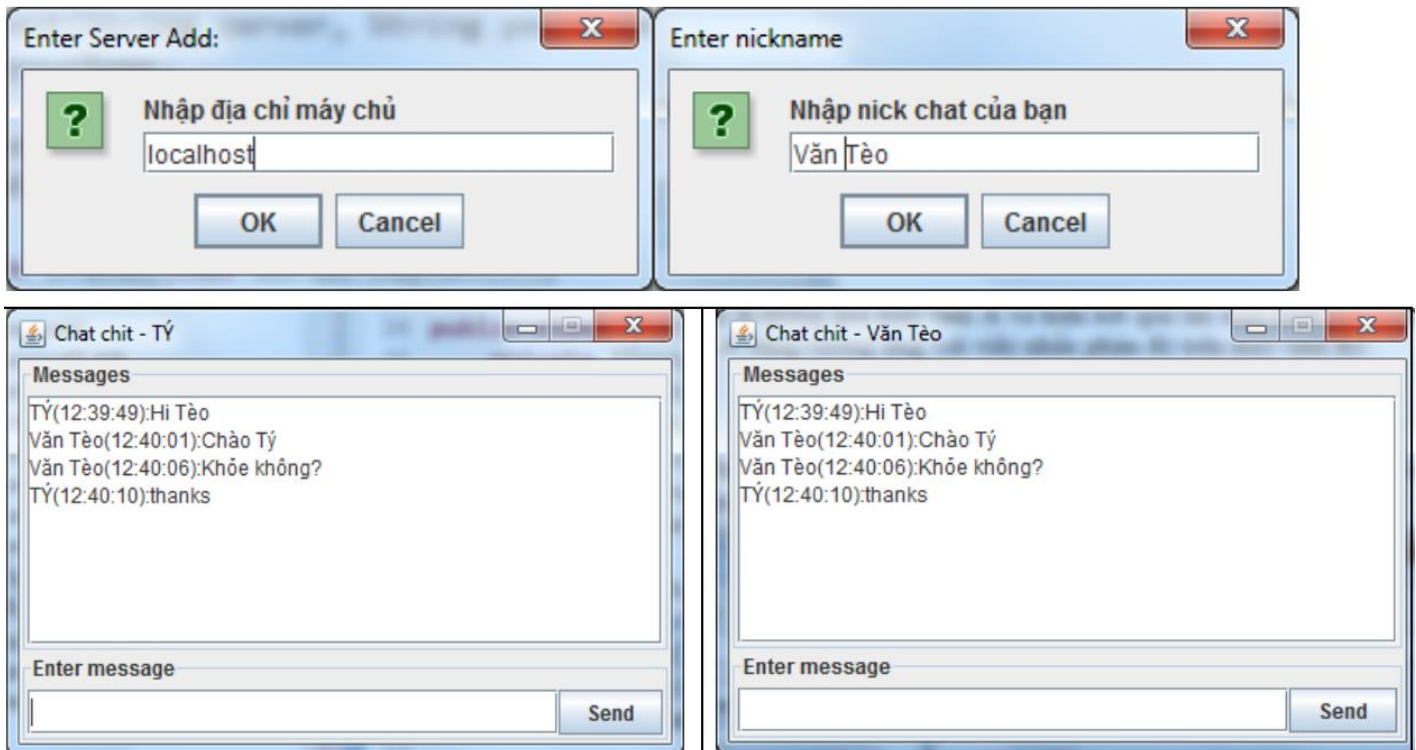 Enter Server Add:
Nhập địa chỉ máy chủ
localhost
OK
Cancel
Enter nickname
Nhập nick chat của bạn
Văn Tèo
OK
Cancel
Chat chit - TÝ
Messages
TÝ(12:39:49):Hi Tèo
Văn Tèo(12:40:01):Chào Tý
Văn Tèo(12:40:06):Khỏe không?
TÝ(12:40:10):thanks
Enter message
Send
Chat chit - Văn Tèo
Messages
TÝ(12:39:49):Hi Tèo
Văn Tèo(12:40:01):Chào Tý
Văn Tèo(12:40:06):Khỏe không?
TÝ(12:40:10):thanks
Enter message
Send